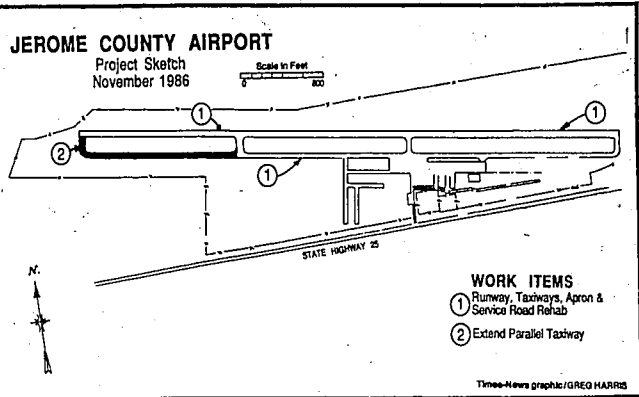 JEROME COUNTY AIRPORT
Project Sketch
November 1986
Scale in Feet
0 800
1
1
2
1
STATE HIGHWAY 25
N.
WORK ITEMS
1 Runway, Taxiways, Apron &
Service Road Rehab
2 Extend Parallel Taxiway
Times-News graphic/GREG HARRIS